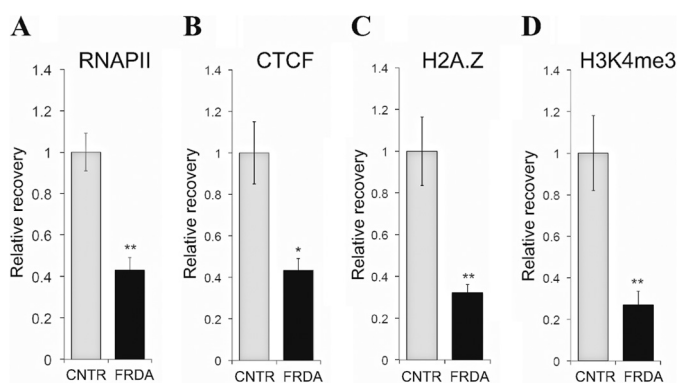 A
RNAPII
Relative recovery
1.4
1.2
1
0.8
0.6
0.4
0.2
0
**
CNTR FRDA
B
CTCF
Relative recovery
1.4
1.2
1
0.8
0.6
0.4
0.2
0
*
CNTR FRDA
C
H2A.Z
Relative recovery
1.4
1.2
1
0.8
0.6
0.4
0.2
0
**
CNTR FRDA
D
H3K4me3
Relative recovery
1.4
1.2
1
0.8
0.6
0.4
0.2
0
**
CNTR FRDA